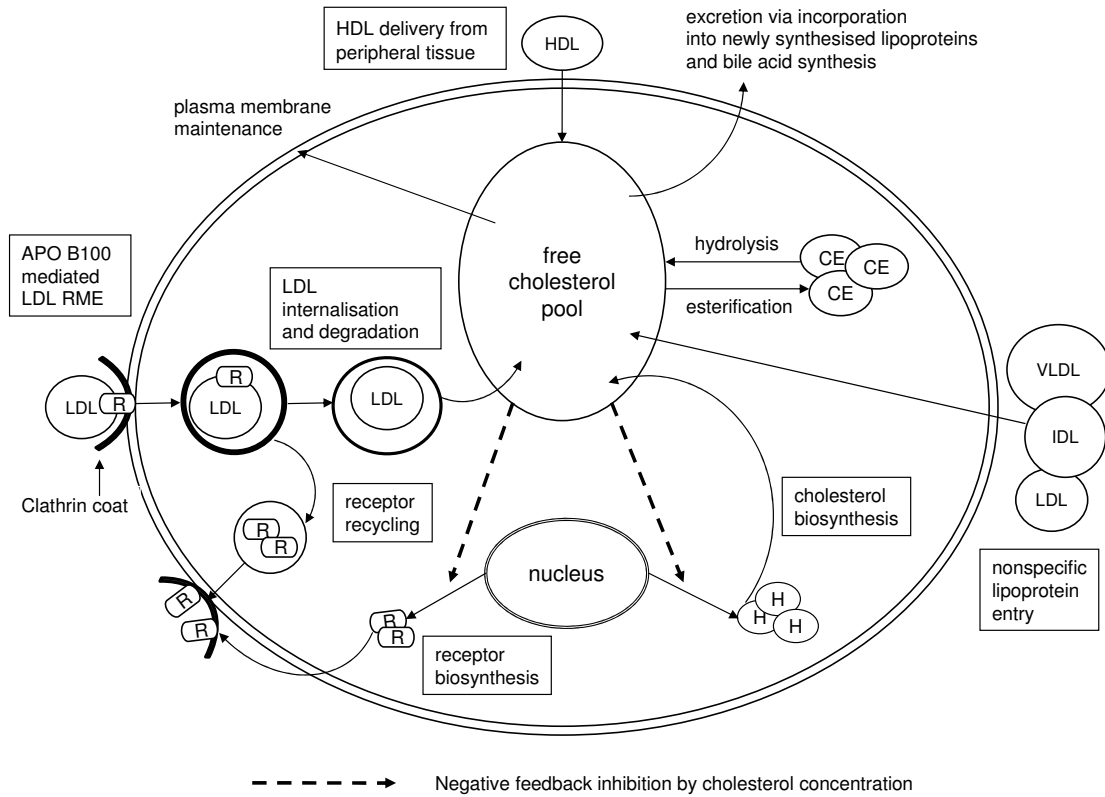 HDL delivery from
peripheral tissue
HDL
excretion via incorporation
into newly synthesised lipoproteins
and bile acid synthesis
plasma membrane
maintenance
APO B100
mediated
LDL RME
LDL
internalisation
and degradation
free
cholesterol
pool
hydrolysis
esterification
CE
CE
CE
LDL
R
R
LDL
LDL
VLDL
IDL
LDL
Clathrin coat
receptor
recycling
cholesterol
biosynthesis
R
R
nucleus
nonspecific
lipoprotein
entry
R
R
R
R
H
H
H
receptor
biosynthesis
Negative feedback inhibition by cholesterol concentration